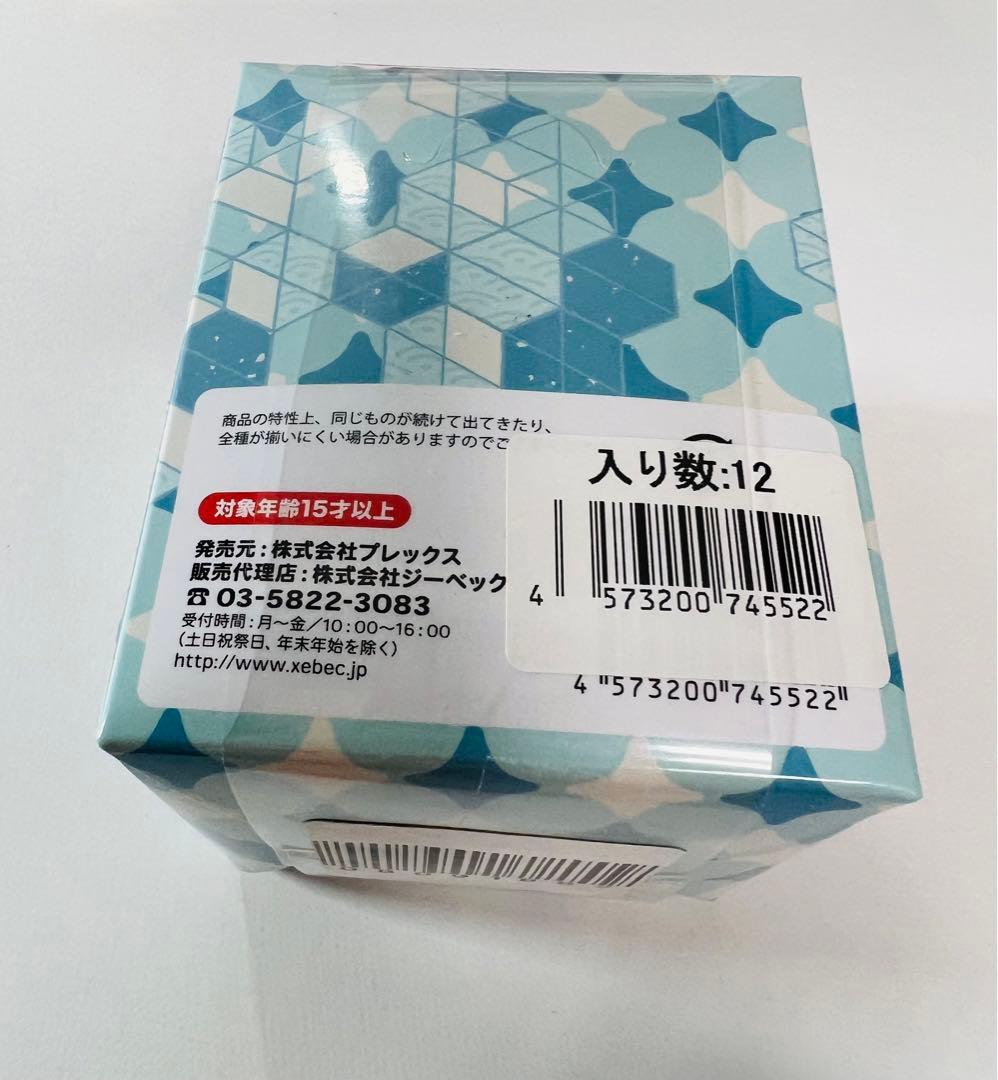 商品の特性上、同じものが続けて出てきたり、
全種が揃いにくい場合がありますのでご
入り数:12
対象年齢15才以上
発売元:株式会社プレックス
販売代理店:株式会社ジーベック
☎ 03-5822-3083
受付時間:月〜金/10:00〜16:00
(土日祝祭日、年末年始を除く)
http://www.xebec.jp
4 573200 745522
4 573200 745522